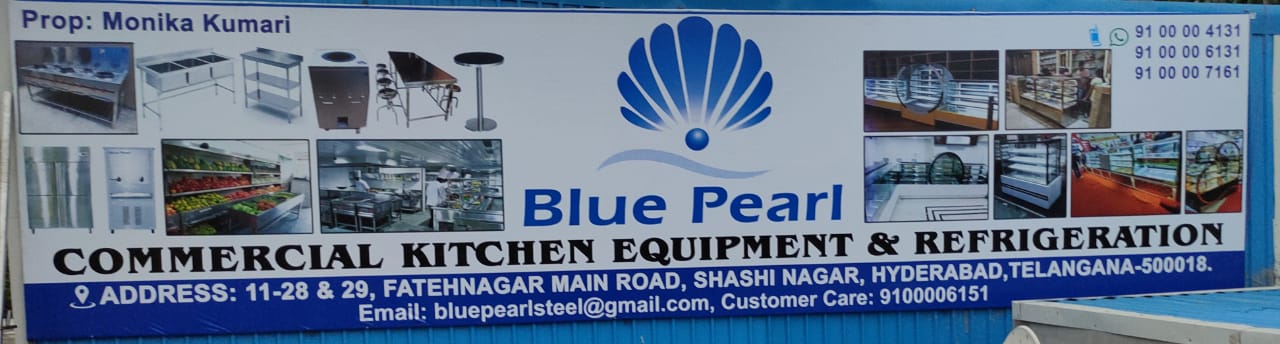 Prop: Monika Kumari
91 00 00 4131
91 00 00 6131
91 00 00 7161
Blue Pearl
Blue Pearl
COMMERCIAL KITCHEN EQUIPMENT & REFRIGERATION
ADDRESS: 11-28 & 29, FATEHNAGAR MAIN ROAD, SHASHI NAGAR, HYDERABAD,TELANGANA-500018.
Email: bluepearlsteel@gmail.com, Customer Care: 9100006151